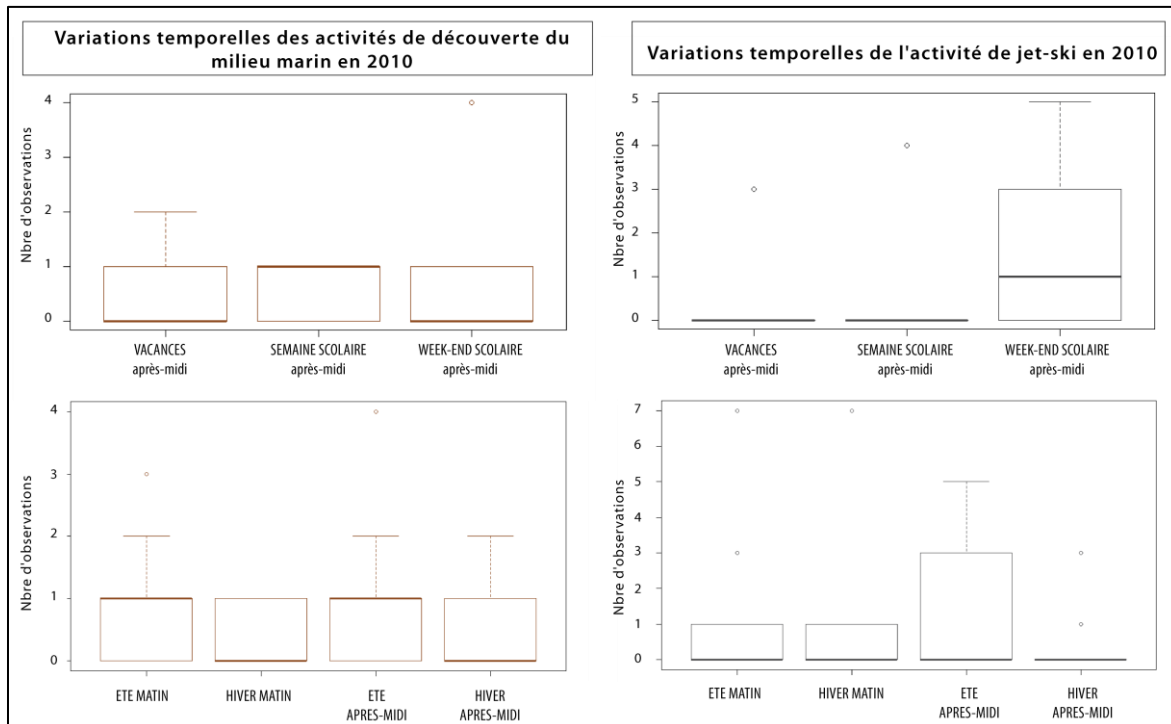 Variations temporelles des activités de découverte du
milieu marin en 2010
Variations temporelles de l'activité de jet-ski en 2010
Nbre d'observations
4
3
2
1
0
VACANCES
après-midi
SEMAINE SCOLAIRE
après-midi
WEEK-END SCOLAIRE
après-midi
Nbre d'observations
5
4
3
2
1
0
VACANCES
après-midi
SEMAINE SCOLAIRE
après-midi
WEEK-END SCOLAIRE
après-midi
Nbre d'observations
4
3
2
1
0
ETE MATIN
HIVER MATIN
ETE
APRES-MIDI
HIVER
APRES-MIDI
Nbre d'observations
7
6
5
4
3
2
1
0
ETE MATIN
HIVER MATIN
ETE
APRES-MIDI
HIVER
APRES-MIDI